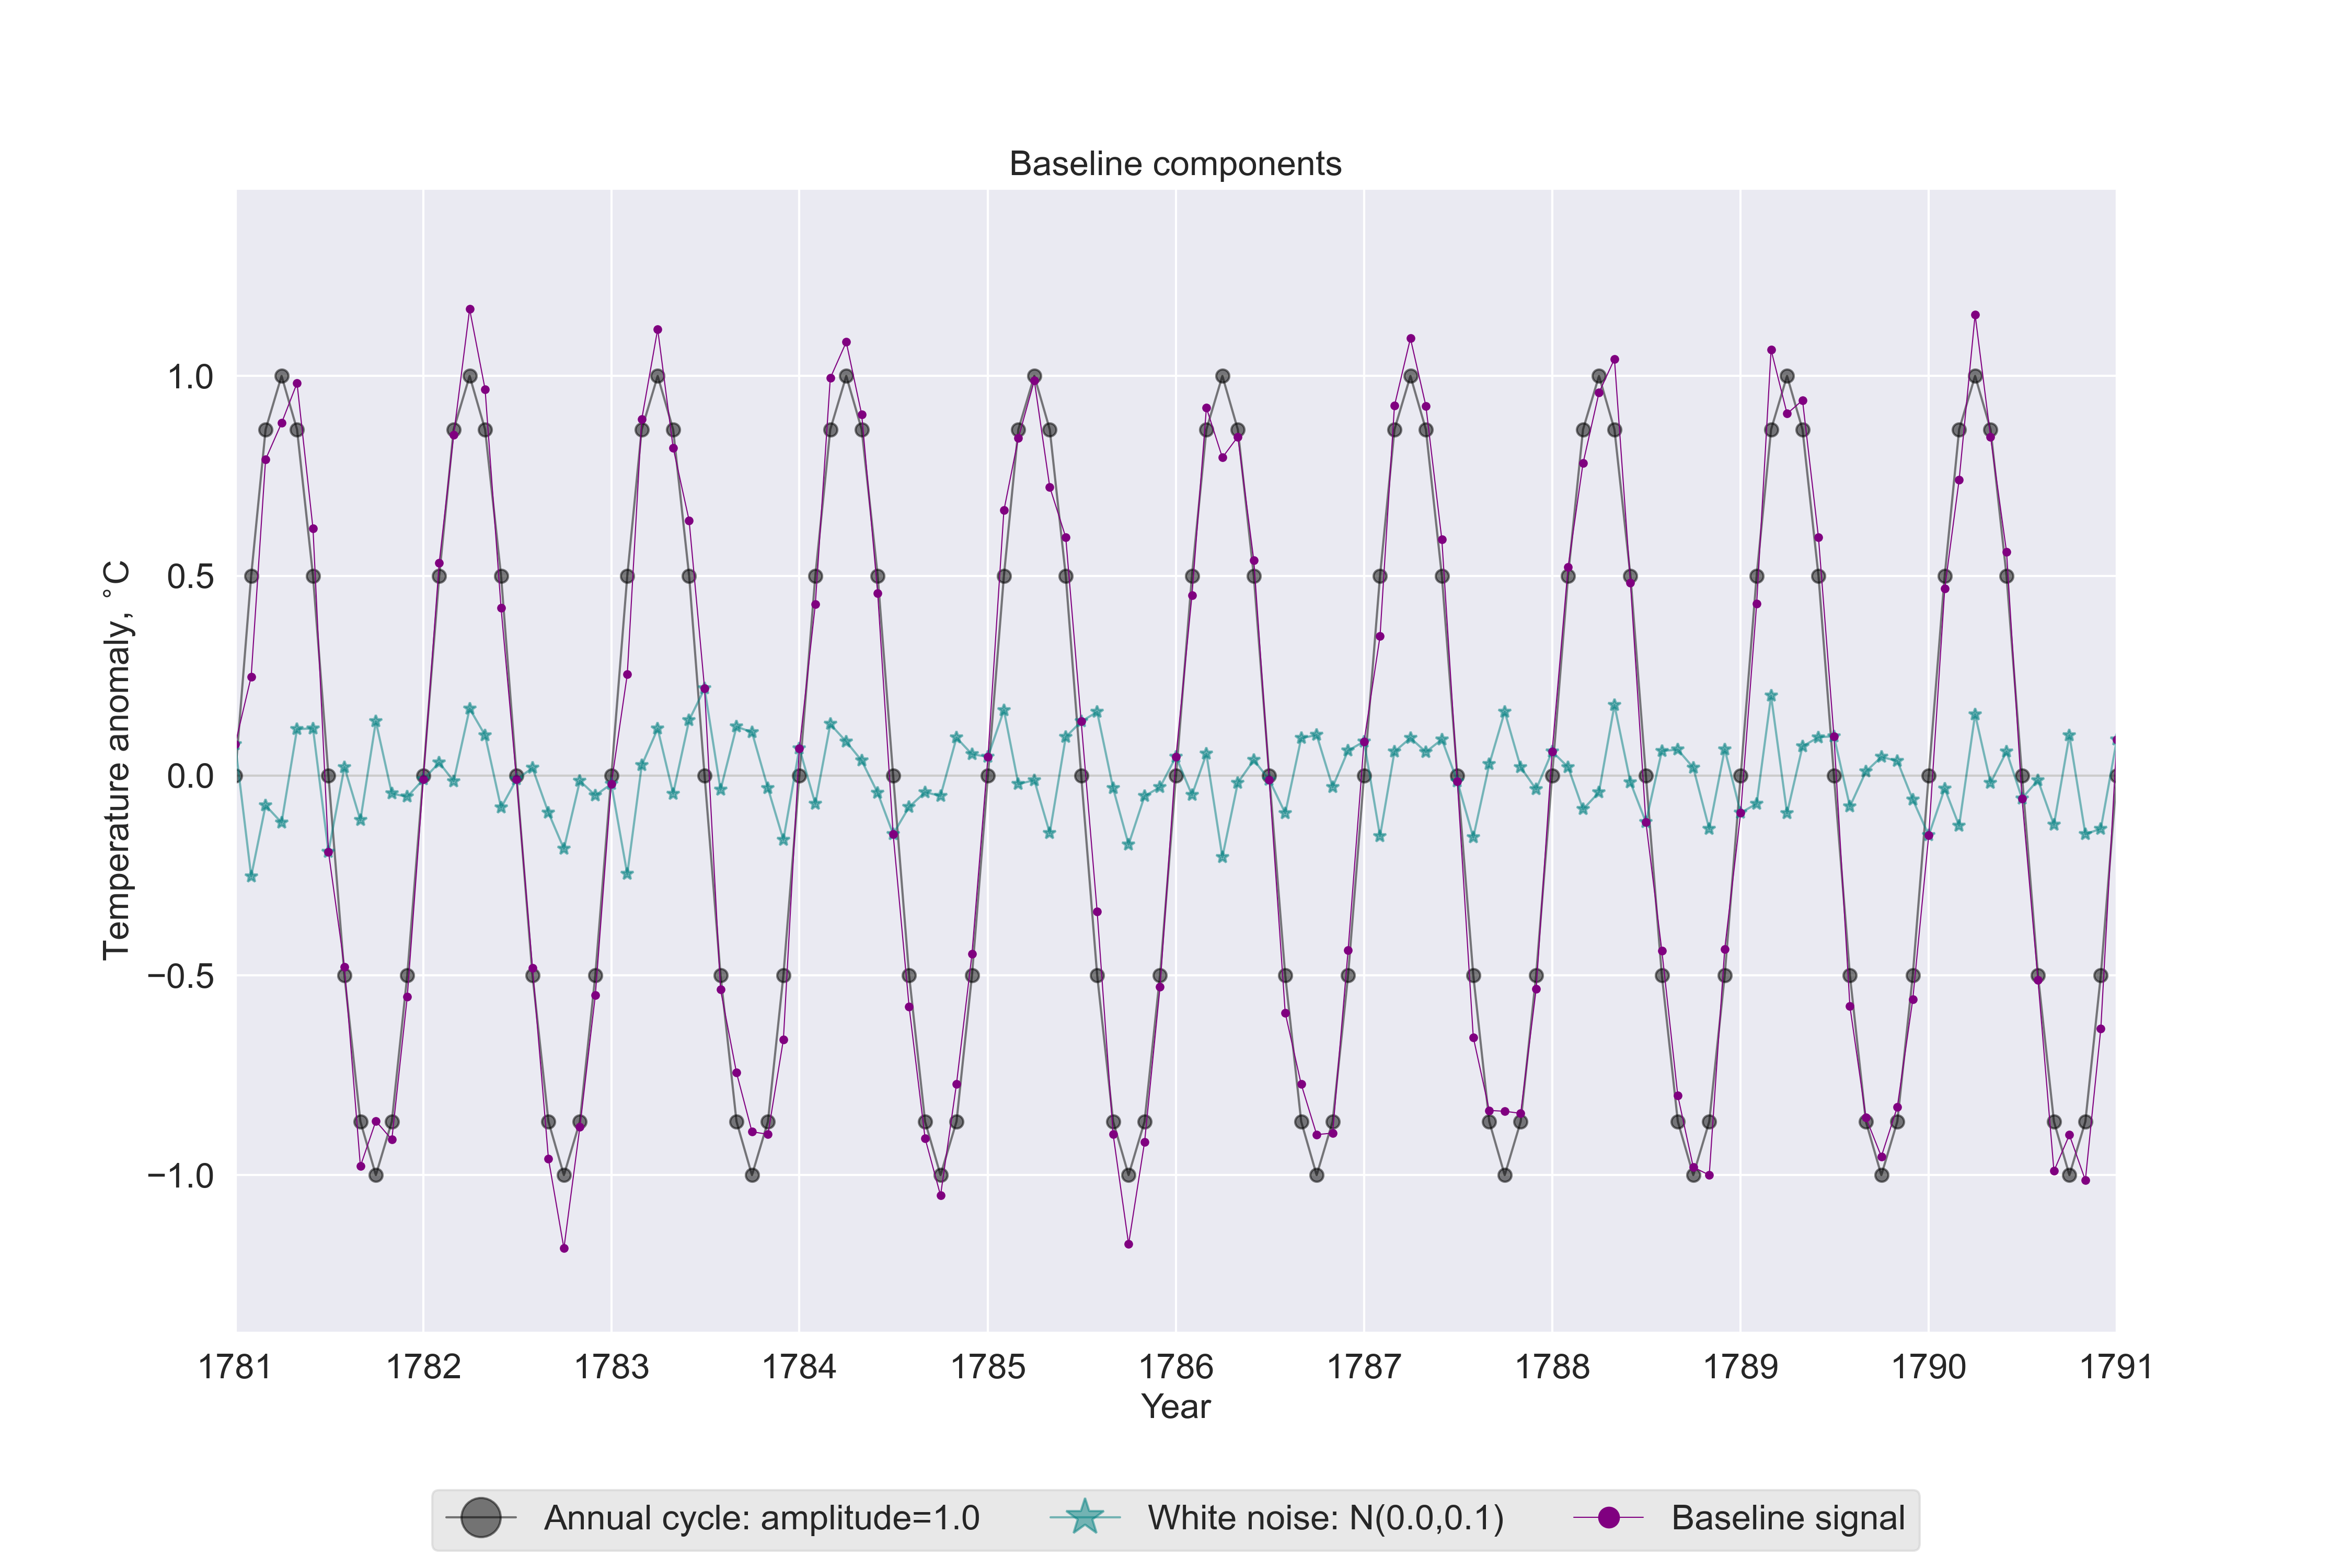 Baseline components
Temperature anomaly, °C
1.0
0.5
0.0
−0.5
−1.0
1781 1782 1783 1784 1785 1786 1787 1788 1789 1790 1791
Year
Annual cycle: amplitude=1.0 White noise: N(0.0,0.1) Baseline signal